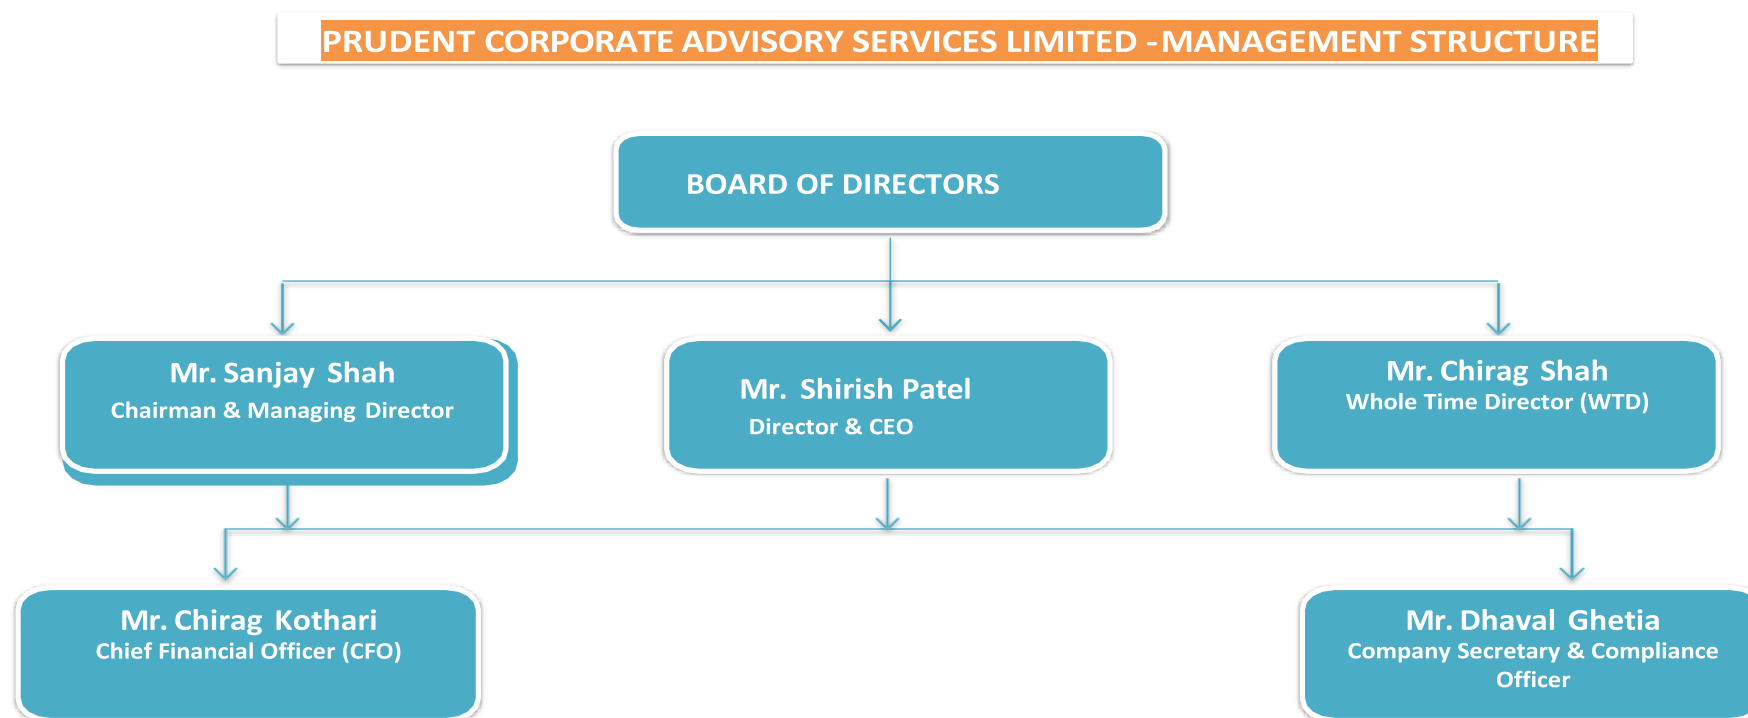 PRUDENT CORPORATE ADVISORY SERVICES LIMITED - MANAGEMENT STRUCTURE
BOARD OF DIRECTORS
Mr. Sanjay Shah
Chairman & Managing Director
Mr. Shirish Patel
Director & CEO
Mr. Chirag Shah
Whole Time Director (WTD)
Mr. Chirag Kothari
Chief Financial Officer (CFO)
Mr. Dhaval Ghetia
Company Secretary & Compliance
Officer